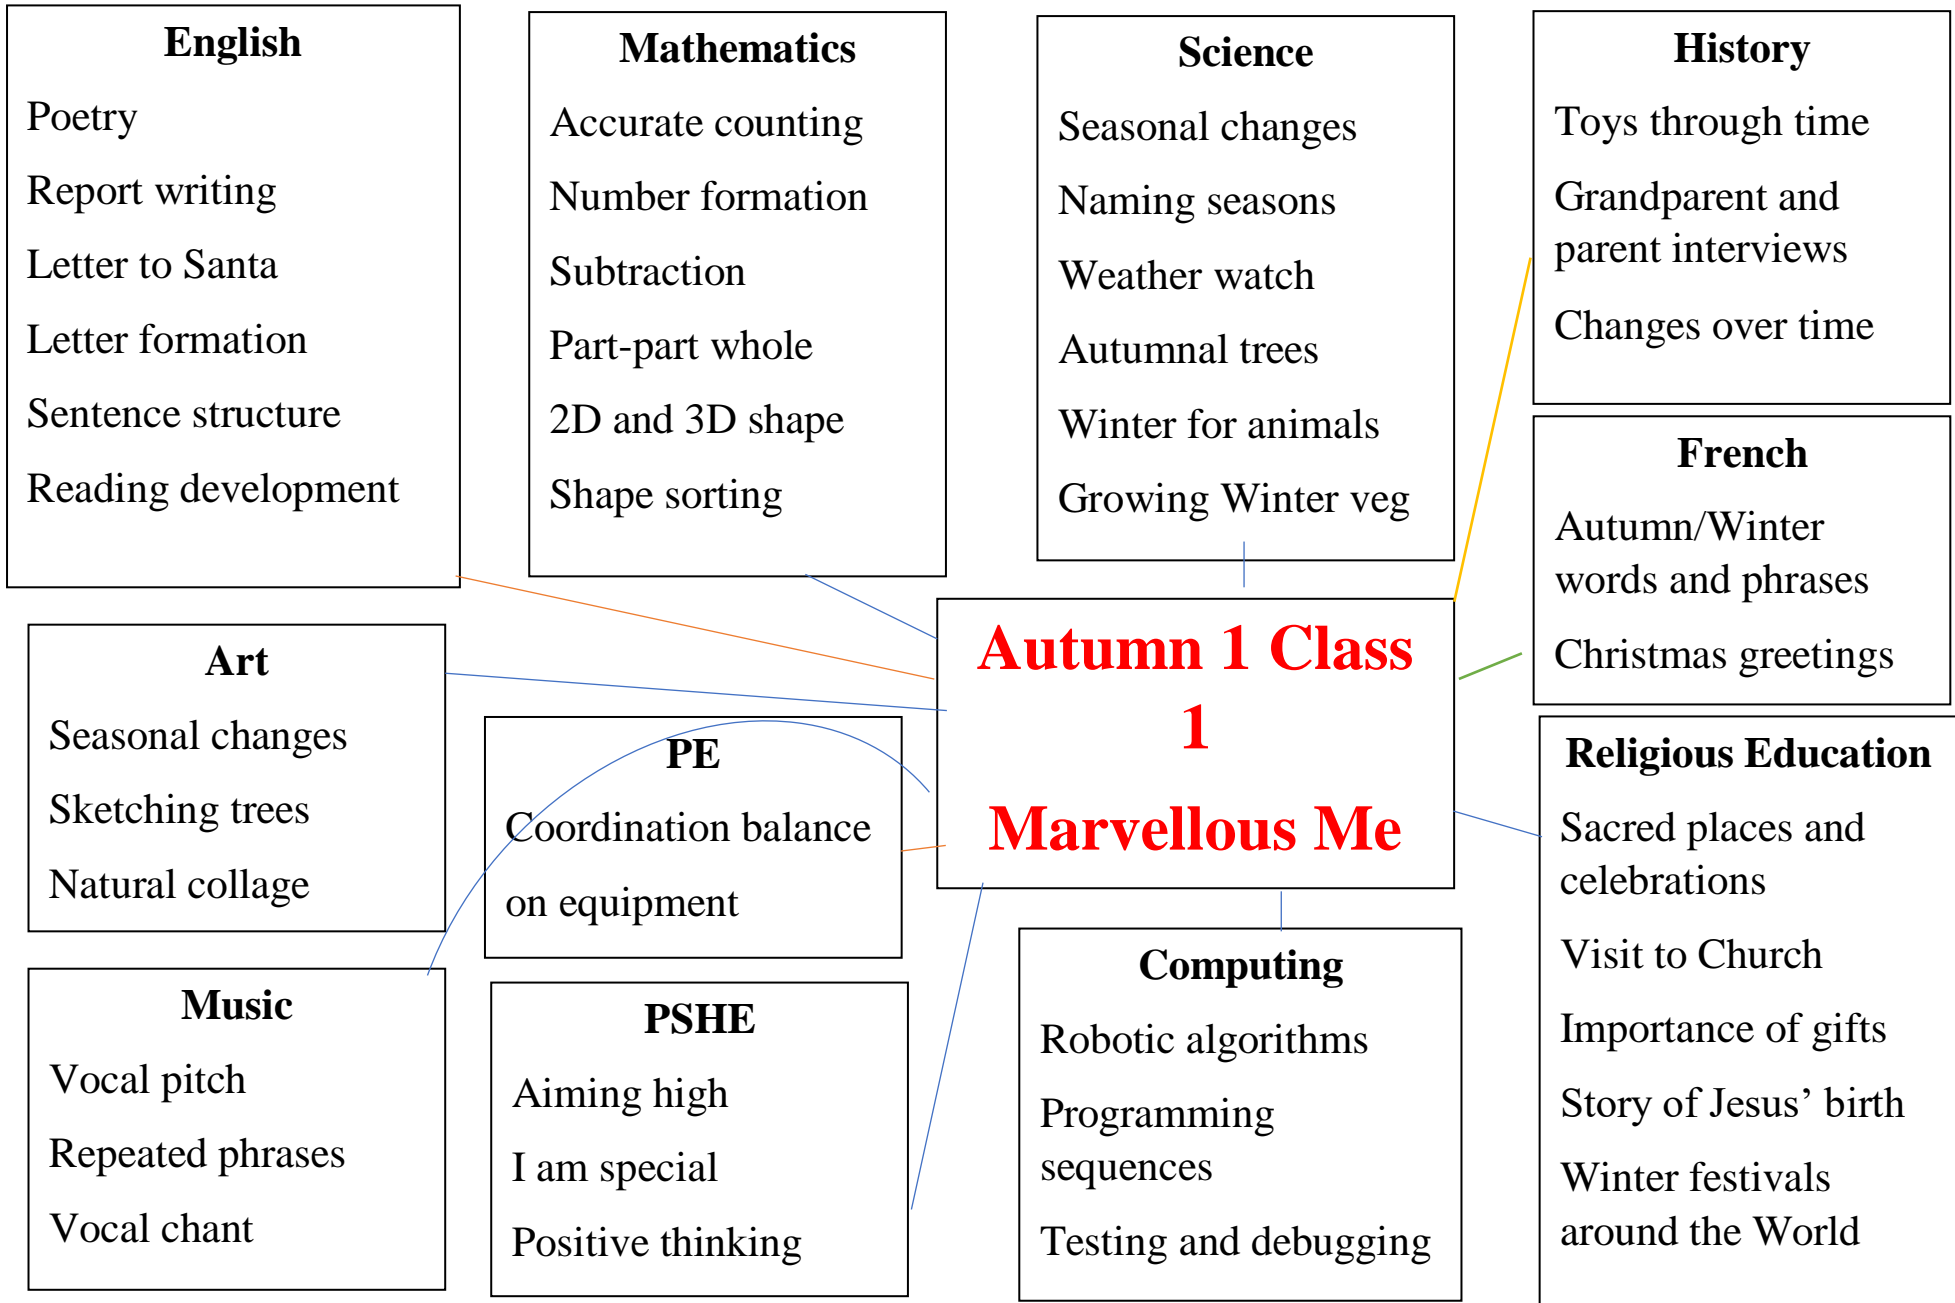 English
Poetry
Report writing
Letter to Santa
Letter formation
Sentence structure
Reading development
Mathematics
Accurate counting
Number formation
Subtraction
Part-part whole
2D and 3D shape
Shape sorting
Science
Seasonal changes
Naming seasons
Weather watch
Autumnal trees
Winter for animals
Growing Winter veg
History
Toys through time
Grandparent and
parent interviews
Changes over time
French
Autumn/Winter
words and phrases
Christmas greetings
Autumn 1 Class
1
Marvellous Me
Art
Seasonal changes
Sketching trees
Natural collage
PE
Coordination balance
on equipment
Religious Education
Sacred places and
celebrations
Visit to Church
Importance of gifts
Story of Jesus’ birth
Winter festivals
around the World
Music
Vocal pitch
Repeated phrases
Vocal chant
PSHE
Aiming high
I am special
Positive thinking
Computing
Robotic algorithms
Programming
sequences
Testing and debugging